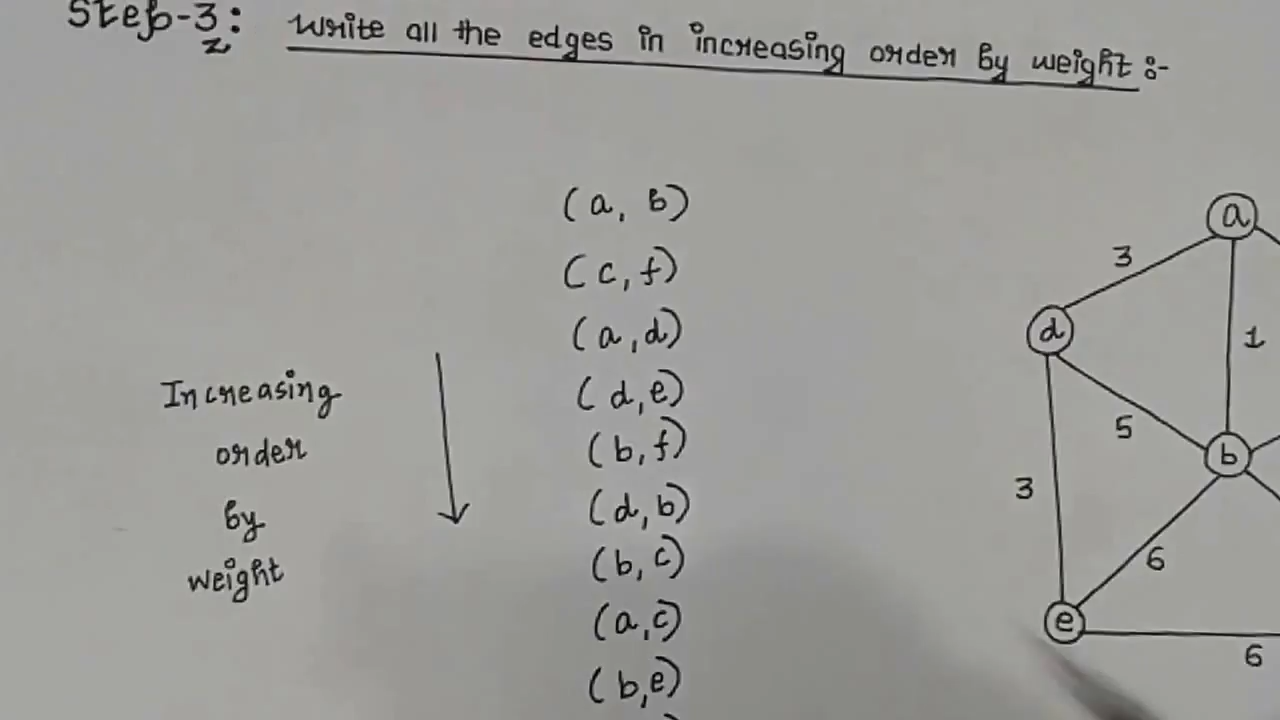 Step-3: Write all the edges in increasing order by weight :-
(a, b)
(c, f)
(a, d)
(d, e)
(b, f)
(d, b)
(b, c)
(a, c)
(b, e)
Increasing
order
by
weight
a
3
1
d
5
b
3
6
e
6